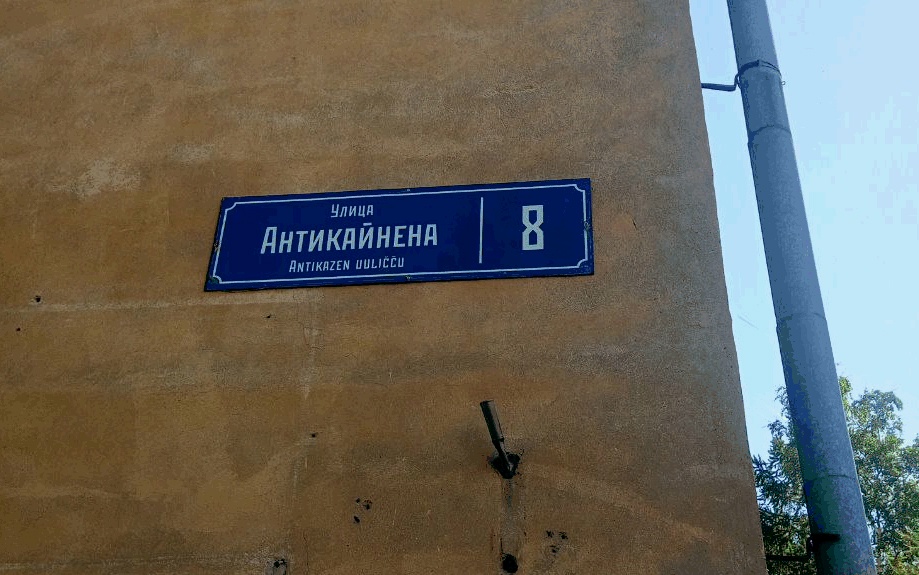 Улица
Антикайнена
Antikazen uuličču
8